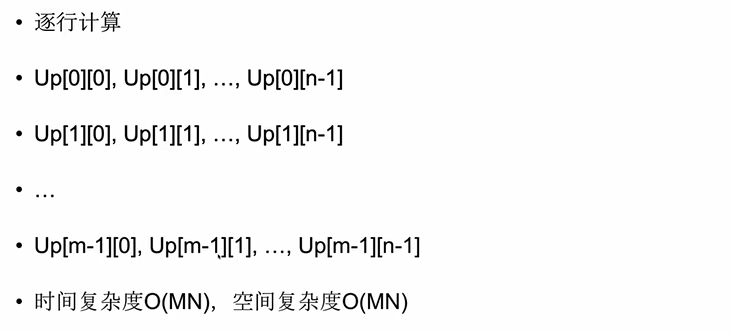 • 逐行计算
• Up[0][0], Up[0][1], …, Up[0][n-1]
• Up[1][0], Up[1][1], …, Up[1][n-1]
• …
• Up[m-1][0], Up[m-1][1], …, Up[m-1][n-1]
• 时间复杂度O(MN)，空间复杂度O(MN)